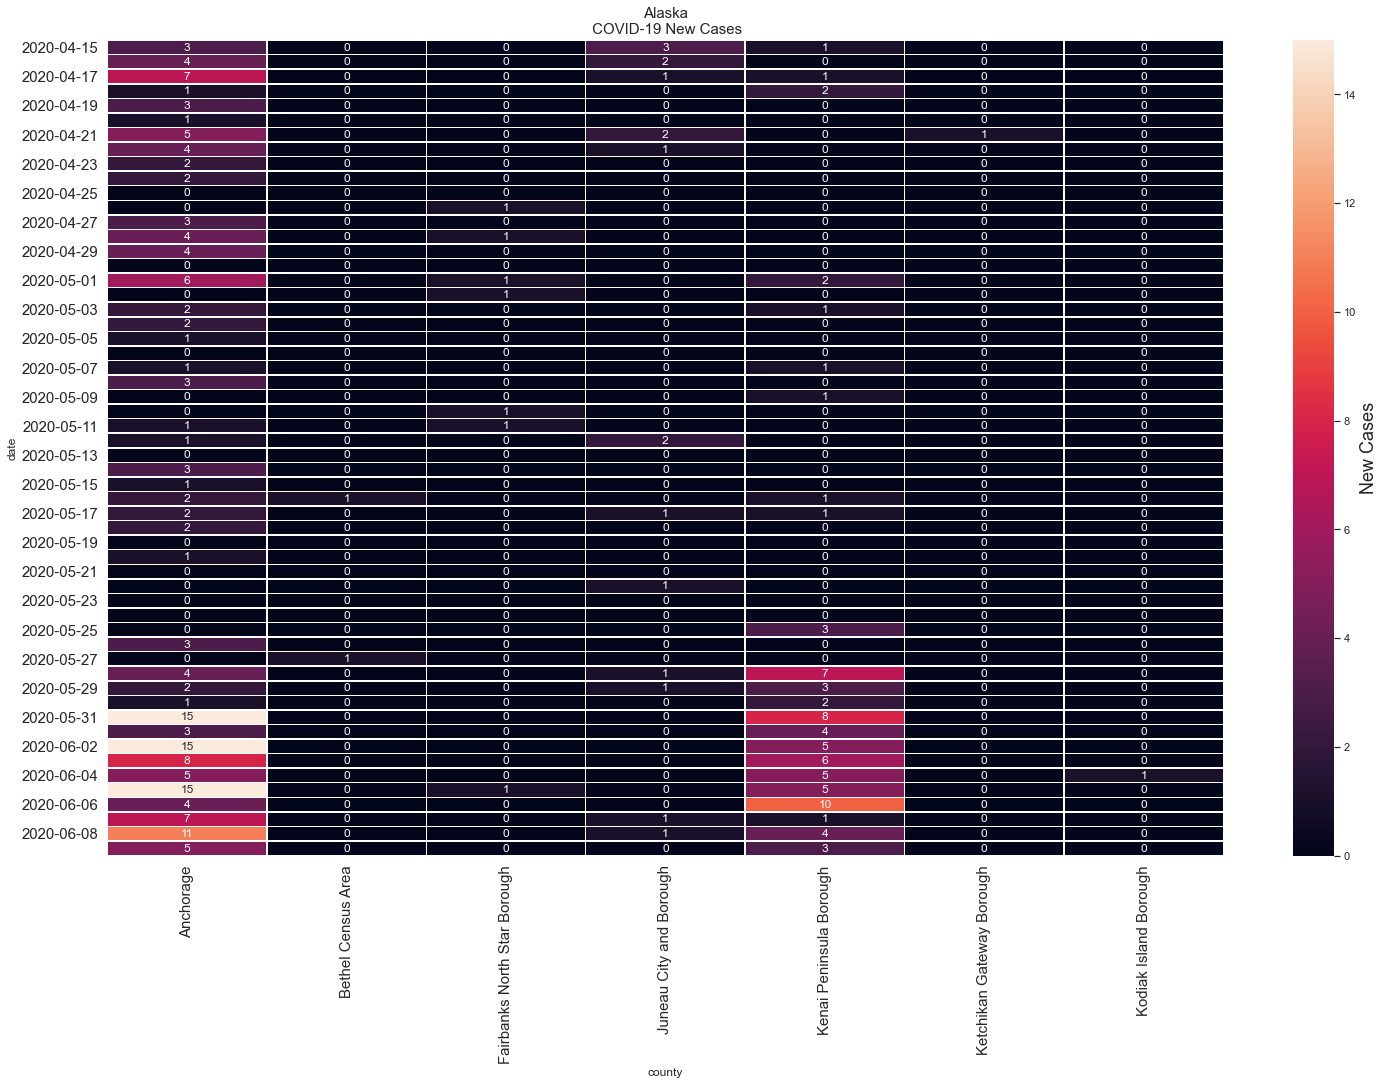 Alaska
COVID-19 New Cases
2020-04-15 3 0 0 3 1 0 0
4 0 0 2 0 0 0
2020-04-17 7 0 0 1 1 0 0
1 0 0 0 2 0 0
2020-04-19 3 0 0 0 0 0 0
1 0 0 0 0 0 0
2020-04-21 5 0 0 2 0 1 0
4 0 0 1 0 0 0
2020-04-23 2 0 0 0 0 0 0
2 0 0 0 0 0 0
2020-04-25 0 0 0 0 0 0 0
0 0 1 0 0 0 0
2020-04-27 3 0 0 0 0 0 0
4 0 1 0 0 0 0
2020-04-29 4 0 0 0 0 0 0
0 0 0 0 0 0 0
2020-05-01 6 0 1 0 2 0 0
0 0 1 0 0 0 0
2020-05-03 2 0 0 0 1 0 0
2 0 0 0 0 0 0
2020-05-05 1 0 0 0 0 0 0
0 0 0 0 0 0 0
2020-05-07 1 0 0 0 1 0 0
3 0 0 0 0 0 0
2020-05-09 0 0 0 0 1 0 0
0 0 1 0 0 0 0
2020-05-11 1 0 1 0 0 0 0
1 0 0 2 0 0 0
2020-05-13 0 0 0 0 0 0 0
3 0 0 0 0 0 0
2020-05-15 1 0 0 0 0 0 0
2 1 0 0 1 0 0
2020-05-17 2 0 0 1 1 0 0
2 0 0 0 0 0 0
2020-05-19 0 0 0 0 0 0 0
1 0 0 0 0 0 0
2020-05-21 0 0 0 0 0 0 0
0 0 0 1 0 0 0
2020-05-23 0 0 0 0 0 0 0
0 0 0 0 0 0 0
2020-05-25 0 0 0 0 3 0 0
3 0 0 0 0 0 0
2020-05-27 0 1 0 0 0 0 0
4 0 0 1 7 0 0
2020-05-29 2 0 0 1 3 0 0
1 0 0 0 2 0 0
2020-05-31 15 0 0 0 8 0 0
3 0 0 0 4 0 0
2020-06-02 15 0 0 0 5 0 0
8 0 0 0 6 0 0
2020-06-04 5 0 0 0 5 0 1
15 0 1 0 5 0 0
2020-06-06 4 0 0 0 10 0 0
7 0 0 1 1 0 0
2020-06-08 11 0 0 1 4 0 0
5 0 0 0 3 0 0
date
Anchorage
Bethel Census Area
Fairbanks North Star Borough
Juneau City and Borough
Kenai Peninsula Borough
Ketchikan Gateway Borough
Kodiak Island Borough
county
14
12
10
8
6
4
2
0
New Cases